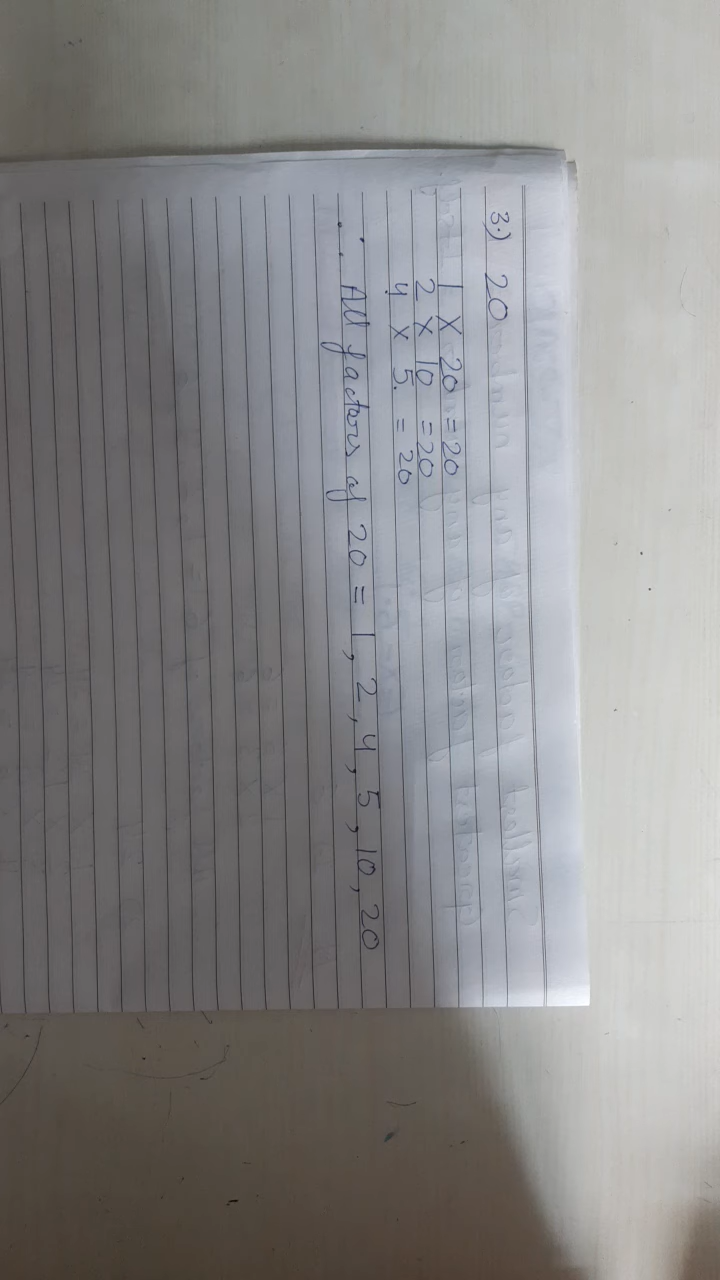 3.) 20
1 X 20 = 20
2 X 10 = 20
4 X 5. = 20
∴ All factors of 20 = 1, 2, 4, 5, 10, 20